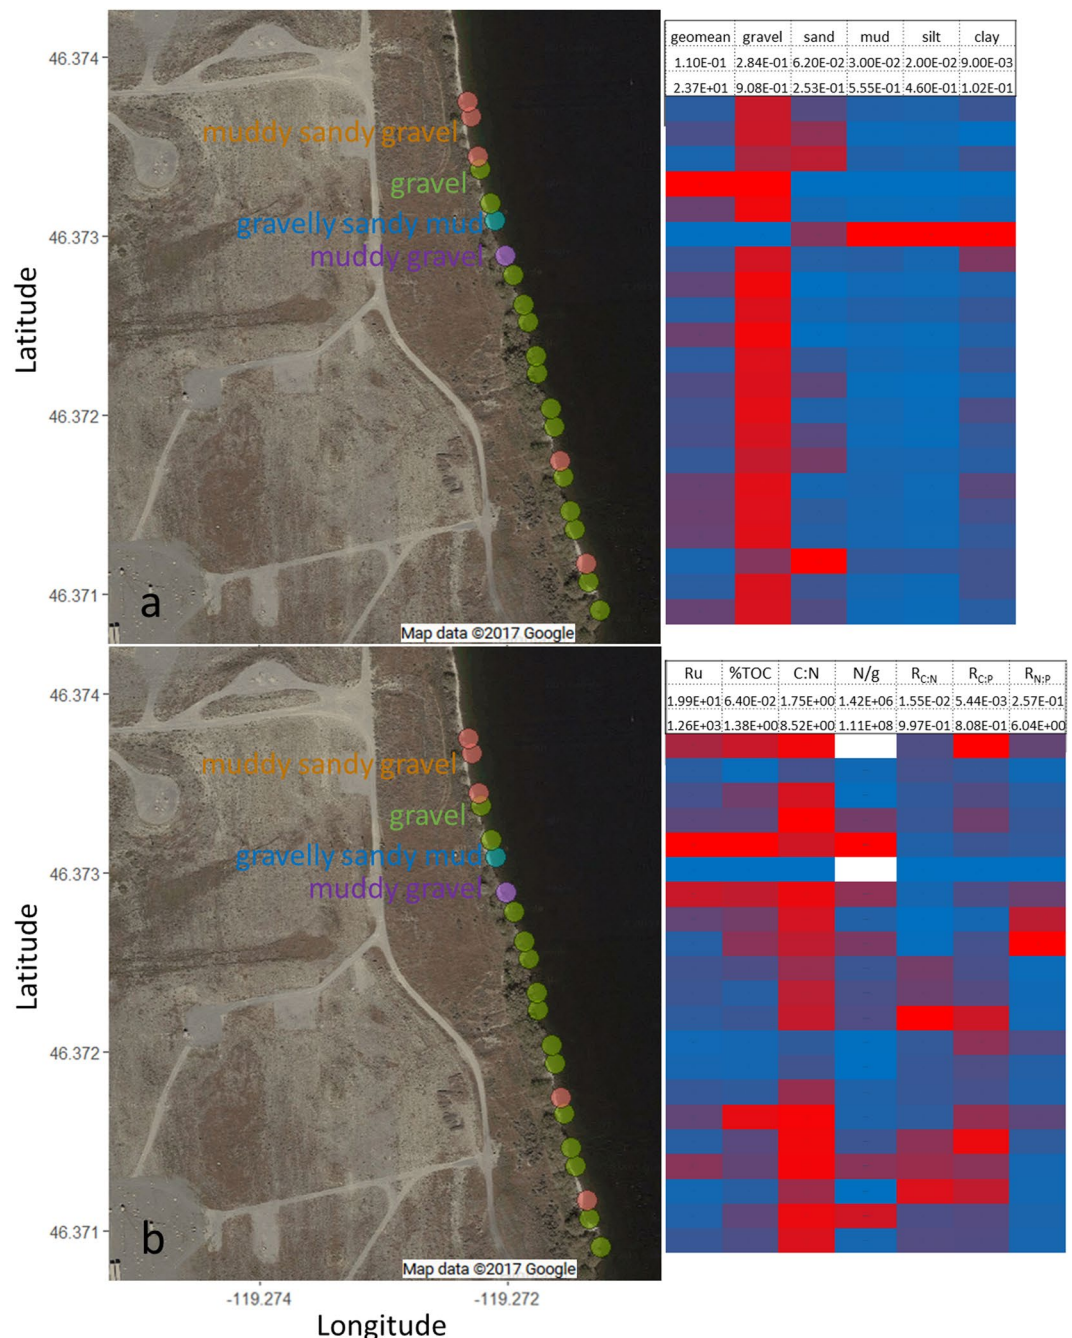 46.374
muddy sandy gravel
gravel
46.373
gravelly sandy mud
muddy gravel
Latitude
46.372
46.371
a
Map data ©2017 Google
geomean gravel sand mud silt clay
1.10E-01 2.84E-01 6.20E-02 3.00E-02 2.00E-02 9.00E-03
2.37E+01 9.08E-01 2.53E-01 5.55E-01 4.60E-01 1.02E-01
46.374
muddy sandy gravel
gravel
gravelly sandy mud
46.373
muddy gravel
Latitude
46.372
46.371
b
Map data ©2017 Google
-119.274 -119.272
Longitude
Ru %TOC C:N N/g R_C:N R_C:P R_N:P
1.99E+01 6.40E-02 1.75E+00 1.42E+06 1.55E-02 5.44E-03 2.57E-01
1.26E+03 1.38E+00 8.52E+00 1.11E+08 9.97E-01 8.08E-01 6.04E+00